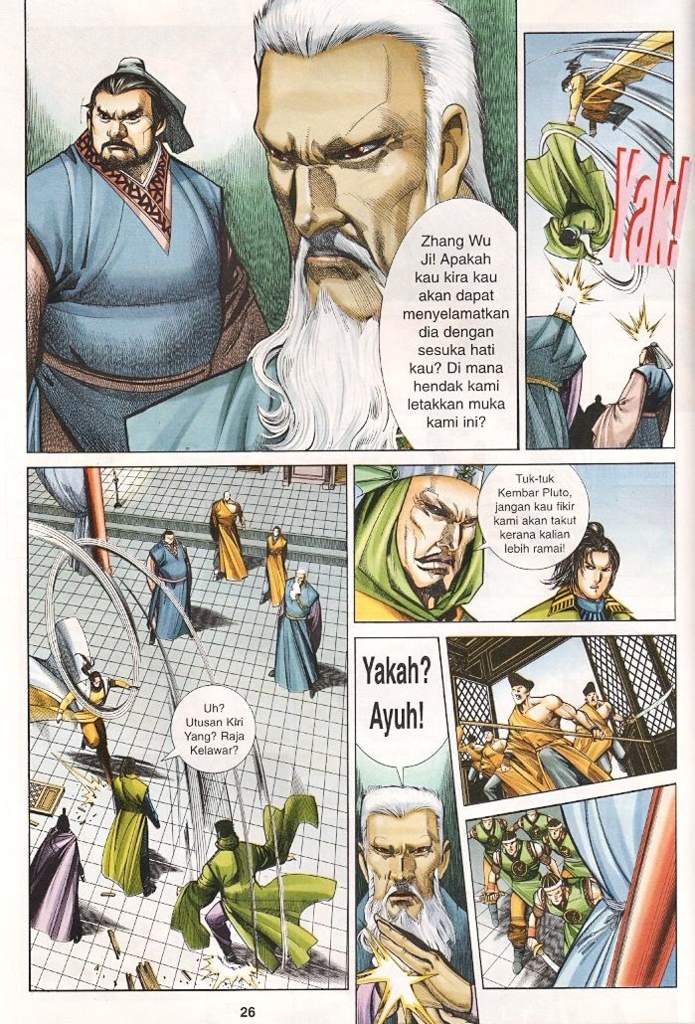 Zhang Wu
Ji! Apakah
kau kira kau
akan dapat
menyelamatkan
dia dengan
sesuka hati
kau? Di mana
hendak kami
letakkan muka
kami ini?
Yak!
Uh?
Utusan Kiri
Yang? Raja
Kelawar?
Tuk-tuk
Kembar Pluto,
jangan kau fikir
kami akan takut
kerana kalian
lebih ramai!
Yakah?
Ayuh!
26